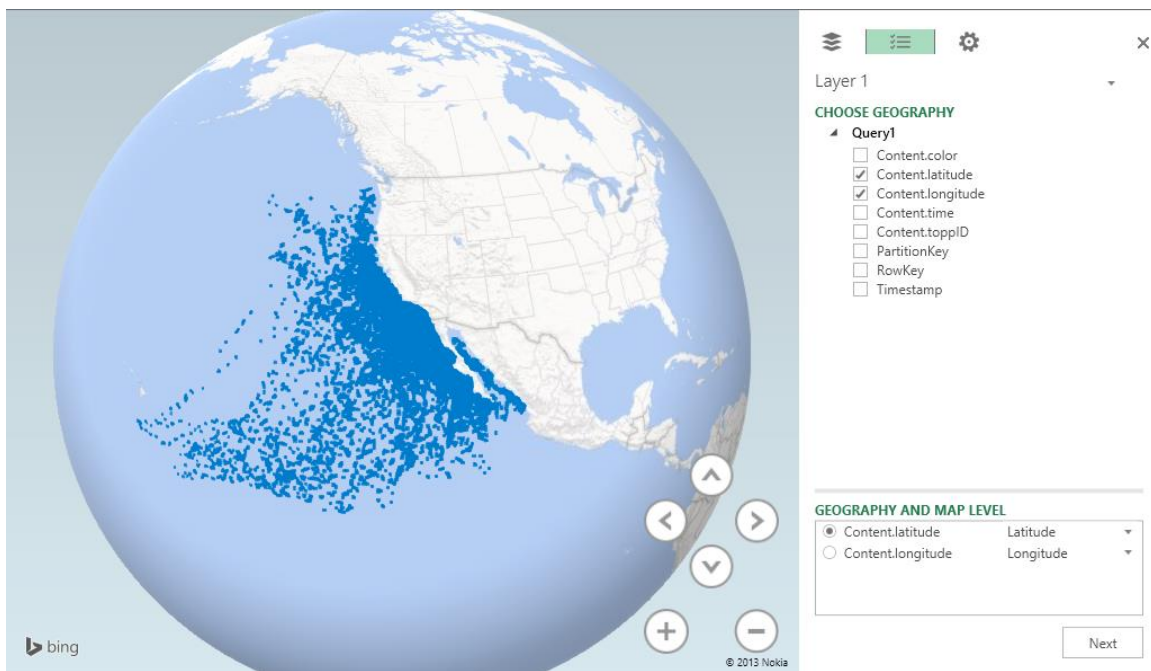 Layer 1
CHOOSE GEOGRAPHY
Query1
Content.color
Content.latitude
Content.longitude
Content.time
Content.toppID
PartitionKey
RowKey
Timestamp
GEOGRAPHY AND MAP LEVEL
Content.latitude Latitude
Content.longitude Longitude
Next
bing
© 2013 Nokia